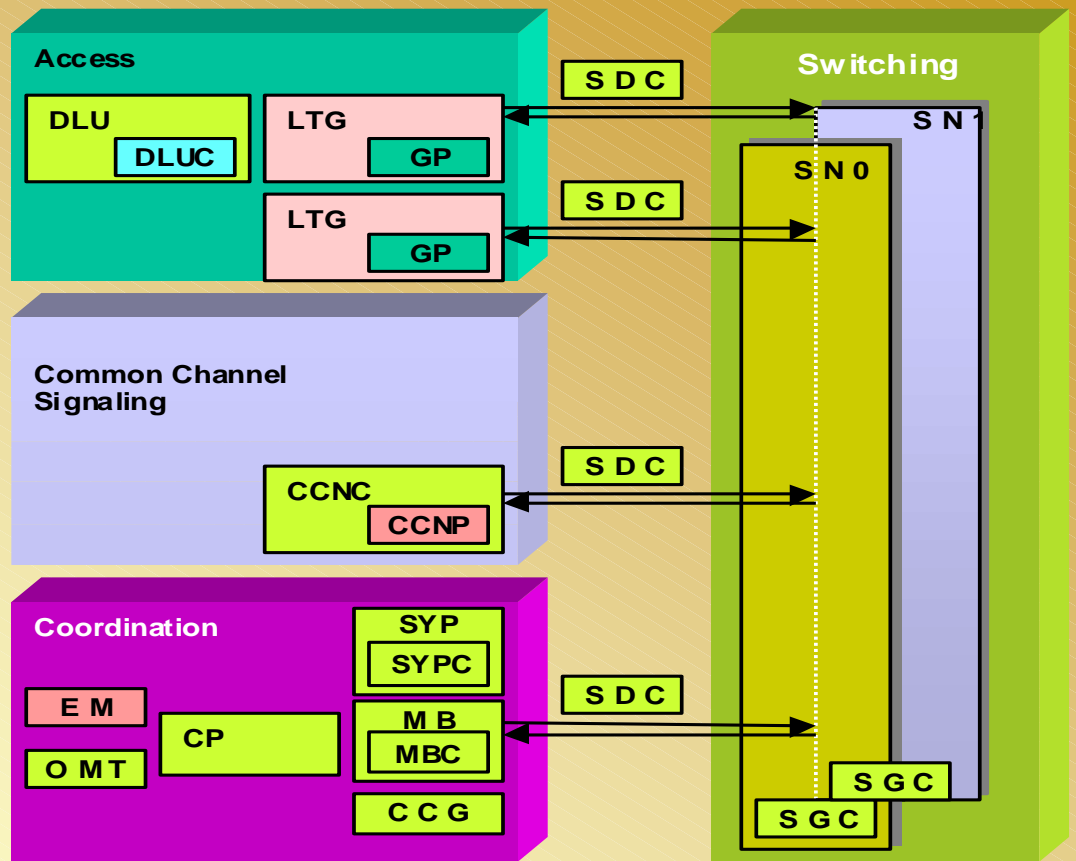 Access
DLU
DLUC
LTG
GP
LTG
GP
SDC
SDC
Switching
SN1
SN0
Common Channel
Signaling
CCNC
CCNP
SDC
Coordination
SYP
SYPC
EM
CP
MB
MBC
OMT
CCG
SDC
SGC
SGC